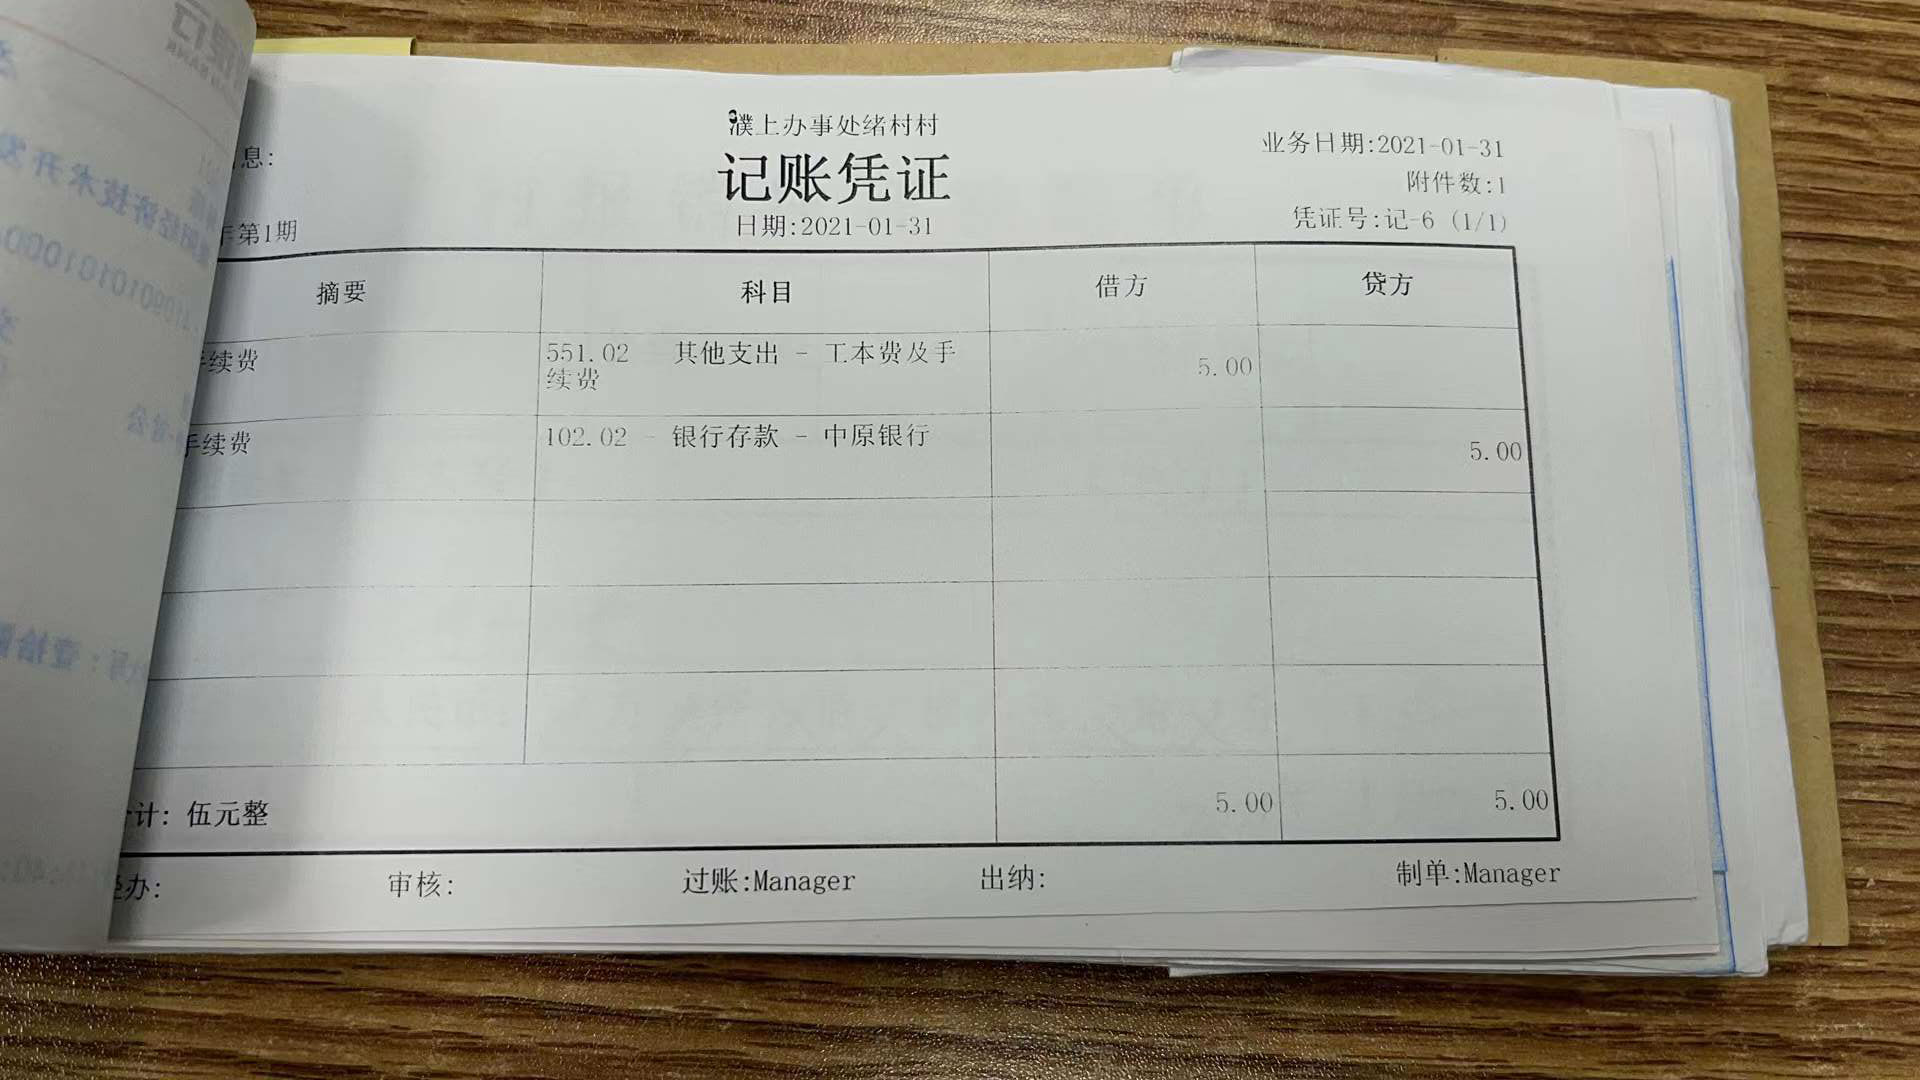 濮上办事处绪村村
记账凭证
日期:2021-01-31
业务日期:2021-01-31
附件数:1
凭证号:记-6 (1/1)
息:
年第1期
摘要 科目 借方 贷方
手续费 551.02 其他支出 - 工本费及手续费 5.00
手续费 102.02 - 银行存款 - 中原银行 5.00
合计: 伍元整 5.00 5.00
经办: 审核: 过账:Manager 出纳: 制单:Manager